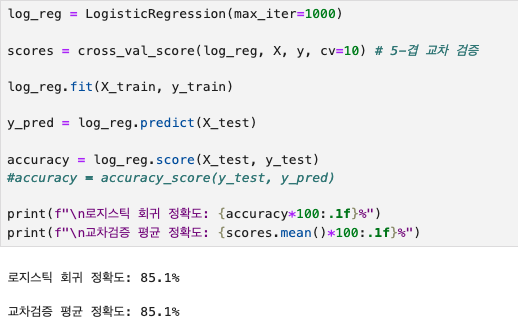 log_reg = LogisticRegression(max_iter=1000)
scores = cross_val_score(log_reg, X, y, cv=10) # 5-겹 교차 검증
log_reg.fit(X_train, y_train)
y_pred = log_reg.predict(X_test)
accuracy = log_reg.score(X_test, y_test)
#accuracy = accuracy_score(y_test, y_pred)
print(f"\n로지스틱 회귀 정확도: {accuracy*100:.1f}%")
print(f"\n교차검증 평균 정확도: {scores.mean()*100:.1f}%")
로지스틱 회귀 정확도: 85.1%
교차검증 평균 정확도: 85.1%